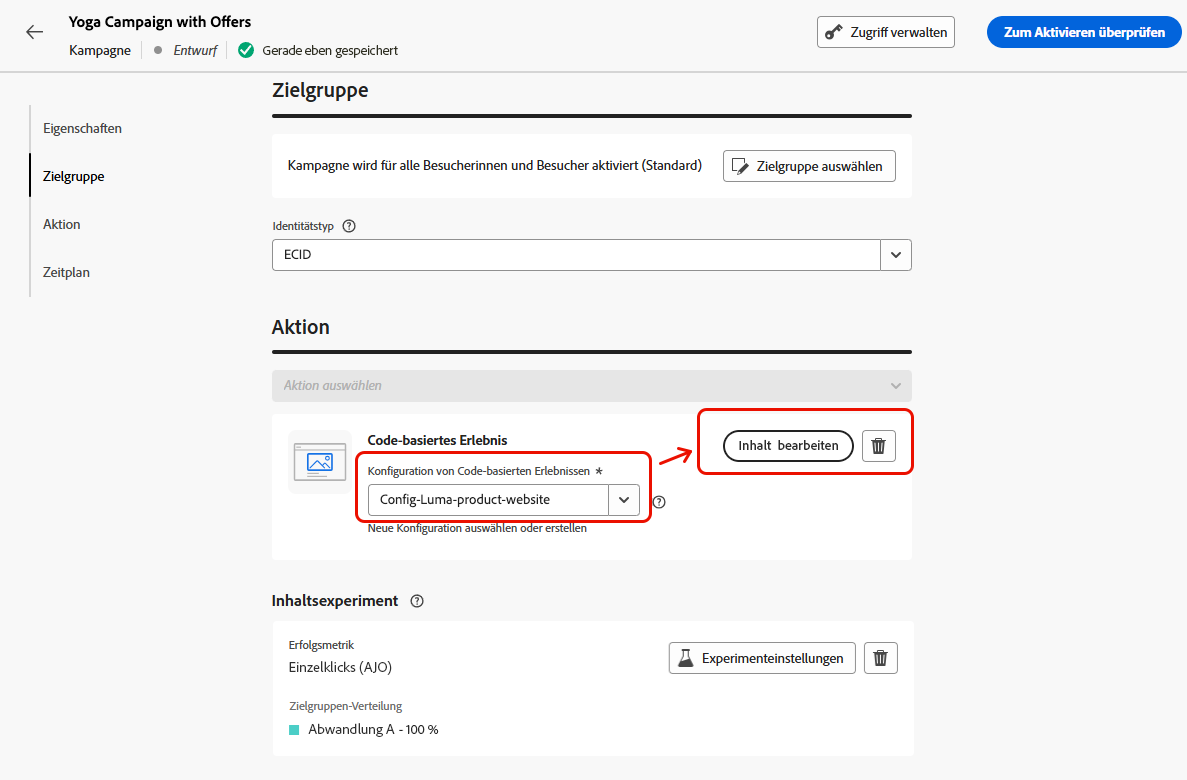 Yoga Campaign with Offers
Kampagne Entwurf Gerade eben gespeichert
Zugriff verwalten
Zum Aktivieren überprüfen
Eigenschaften
Zielgruppe
Aktion
Zeitplan
Zielgruppe
Kampagne wird für alle Besucherinnen und Besucher aktiviert (Standard)
Zielgruppe auswählen
Identitätstyp
ECID
Aktion
Aktion auswählen
Code-basiertes Erlebnis
Inhalt bearbeiten
Konfiguration von Code-basierten Erlebnissen *
Config-Luma-product-website
Neue Konfiguration auswählen oder erstellen
Inhaltsexperiment
Erfolgsmetrik
Einzelklicks (AJO)
Experimenteinstellungen
Zielgruppen-Verteilung
Abwandlung A - 100 %